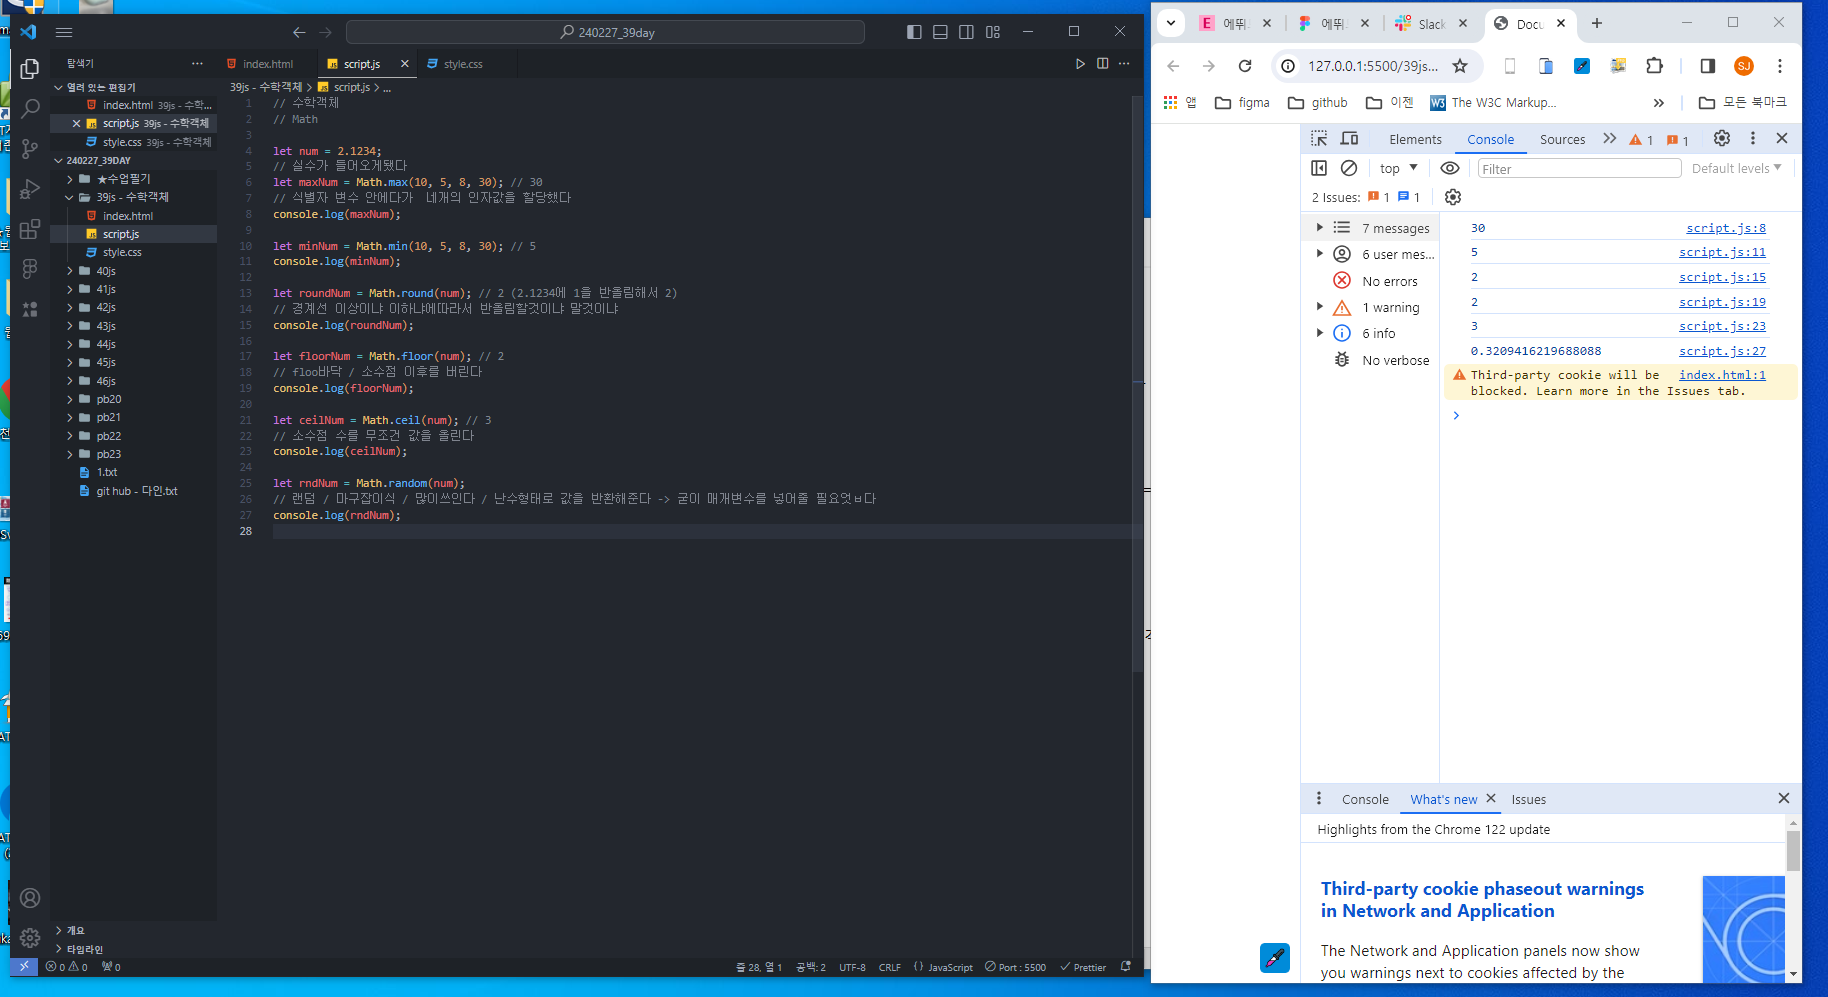 240227_39day
탐색기
index.html
script.js
style.css
열려 있는 편집기
index.html 39js - 수학...
script.js 39js - 수학객체
style.css 39js - 수학객체
240227_39DAY
★수업필기
39js - 수학객체
index.html
script.js
style.css
40js
41js
42js
43js
44js
45js
46js
pb20
pb21
pb22
pb23
1.txt
git hub - 다인.txt
개요
타임라인
39js - 수학객체 > script.js > ...
1 // 수학객체
2 // Math
3
4 let num = 2.1234;
5 // 실수가 들어오게됐다
6 let maxNum = Math.max(10, 5, 8, 30); // 30
7 // 식별자 변수 안에다가  네개의 인자값을 할당했다
8 console.log(maxNum);
9
10 let minNum = Math.min(10, 5, 8, 30); // 5
11 console.log(minNum);
12
13 let roundNum = Math.round(num); // 2 (2.1234에 1을 반올림해서 2)
14 // 경계선 이상이냐 이하냐에따라서 반올림할것이냐 말것이냐
15 console.log(roundNum);
16
17 let floorNum = Math.floor(num); // 2
18 // floo바닥 / 소수점 이후를 버린다
19 console.log(floorNum);
20
21 let ceilNum = Math.ceil(num); // 3
22 // 소수점 수를 무조건 값을 올린다
23 console.log(ceilNum);
24
25 let rndNum = Math.random(num);
26 // 랜덤 / 마구잡이식 / 많이쓰인다 / 난수형태로 값을 반환해준다 -> 굳이 매개변수를 넣어줄 필요엇ㅂ다
27 console.log(rndNum);
28
0 0 0
줄 28, 열 1 공백: 2 UTF-8 CRLF {} JavaScript Port : 5500 Prettier
에뛰 에뛰 Slack Docu
127.0.0.1:5500/39js...
SJ
앱 figma github 이젠 The W3C Markup... 모든 북마크
Elements Console Sources 1 1
top Filter Default levels
2 Issues: 1 1
7 messages
6 user mes...
No errors
1 warning
6 info
No verbose
30 script.js:8
5 script.js:11
2 script.js:15
2 script.js:19
3 script.js:23
0.3209416219688088 script.js:27
Third-party cookie will be index.html:1
blocked. Learn more in the Issues tab.
Console What's new Issues
Highlights from the Chrome 122 update
Third-party cookie phaseout warnings
in Network and Application
The Network and Application panels now show
you warnings next to cookies affected by the